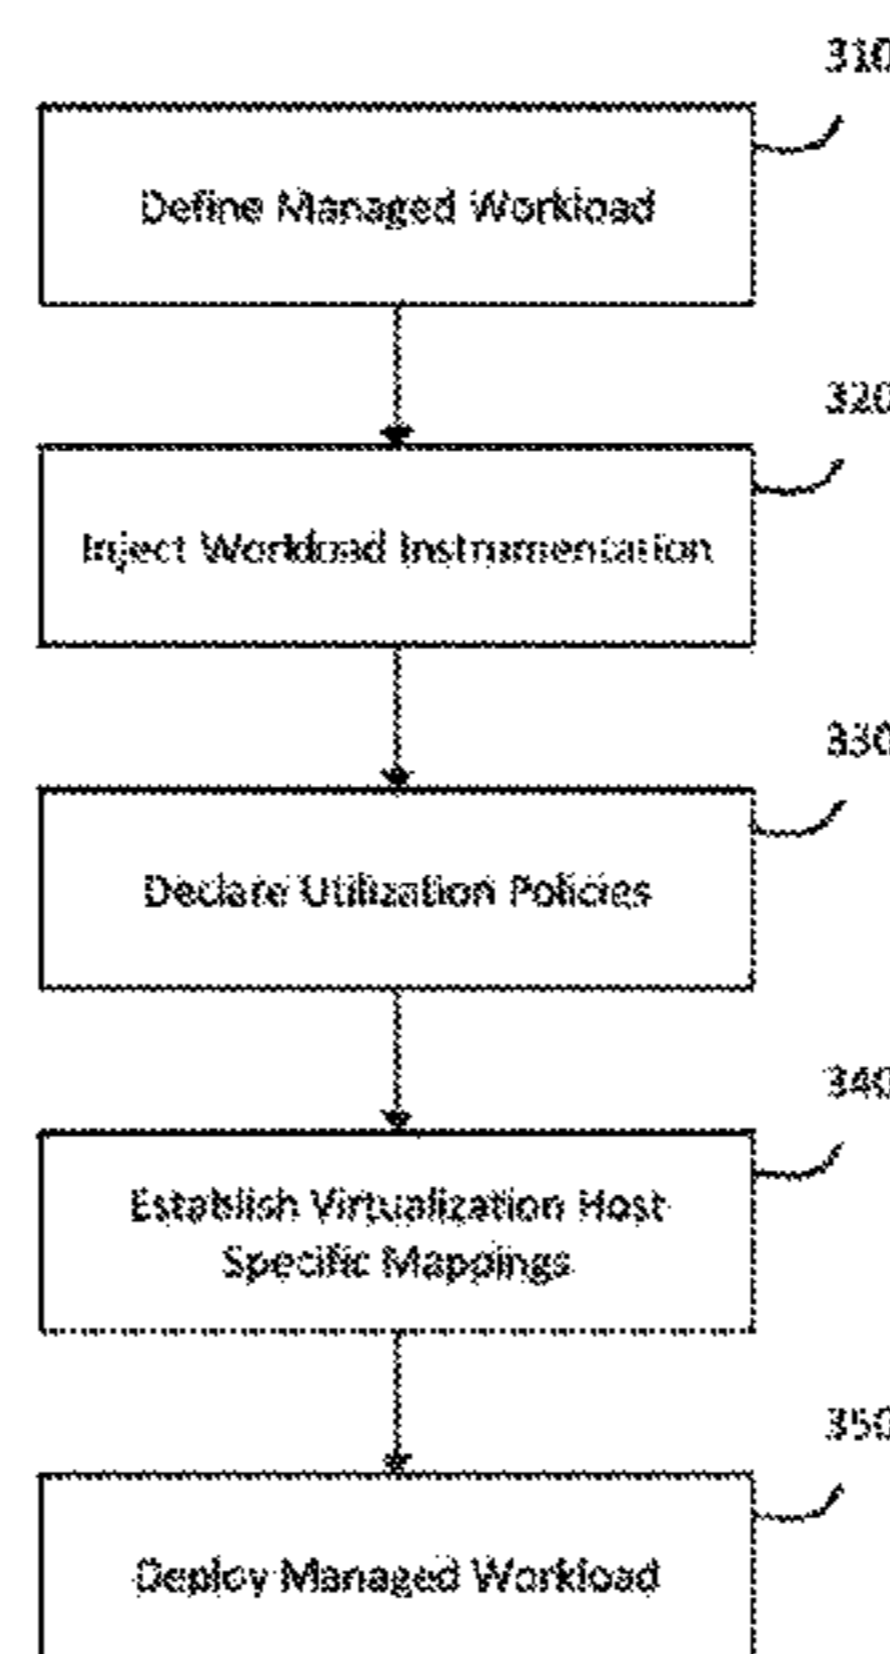 310
Define Managed Workload
320
Inject Workload Instrumentation
330
Declare Utilization Policies
340
Establish Virtualization Host
Specific Mappings
350
Deploy Managed Workload